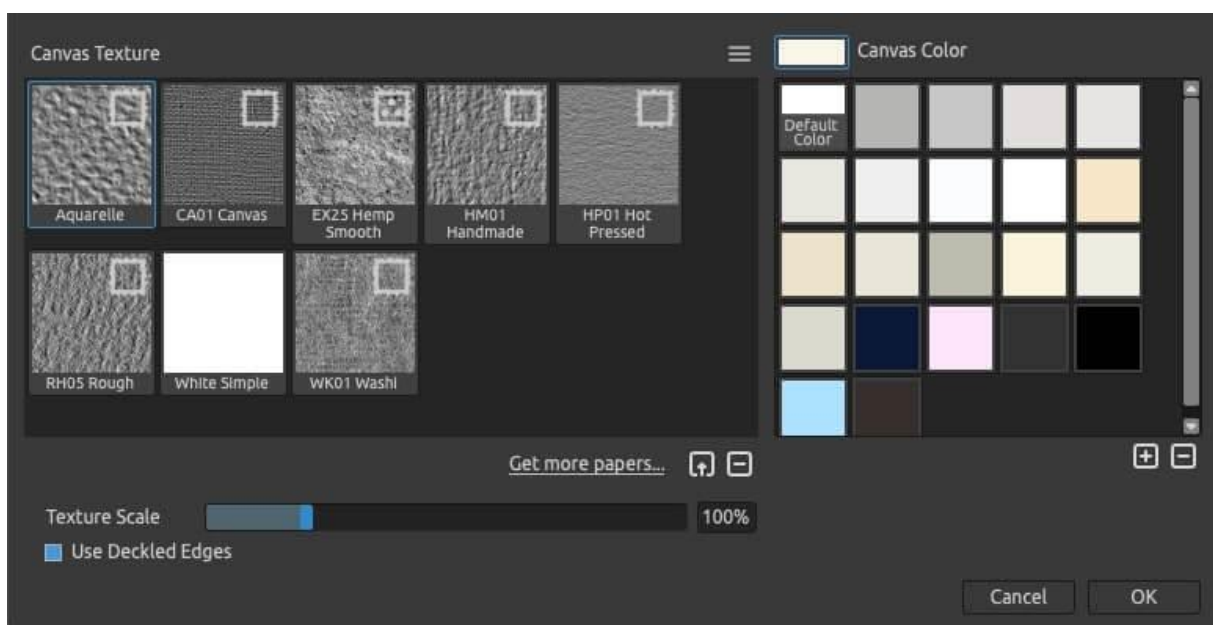 Canvas Texture
Canvas Color
Aquarelle
CA01 Canvas
EX25 Hemp
Smooth
HM01
Handmade
HP01 Hot
Pressed
RH05 Rough
White Simple
WK01 Washi
Default
Color
Get more papers...
Texture Scale
100%
Use Deckled Edges
Cancel
OK